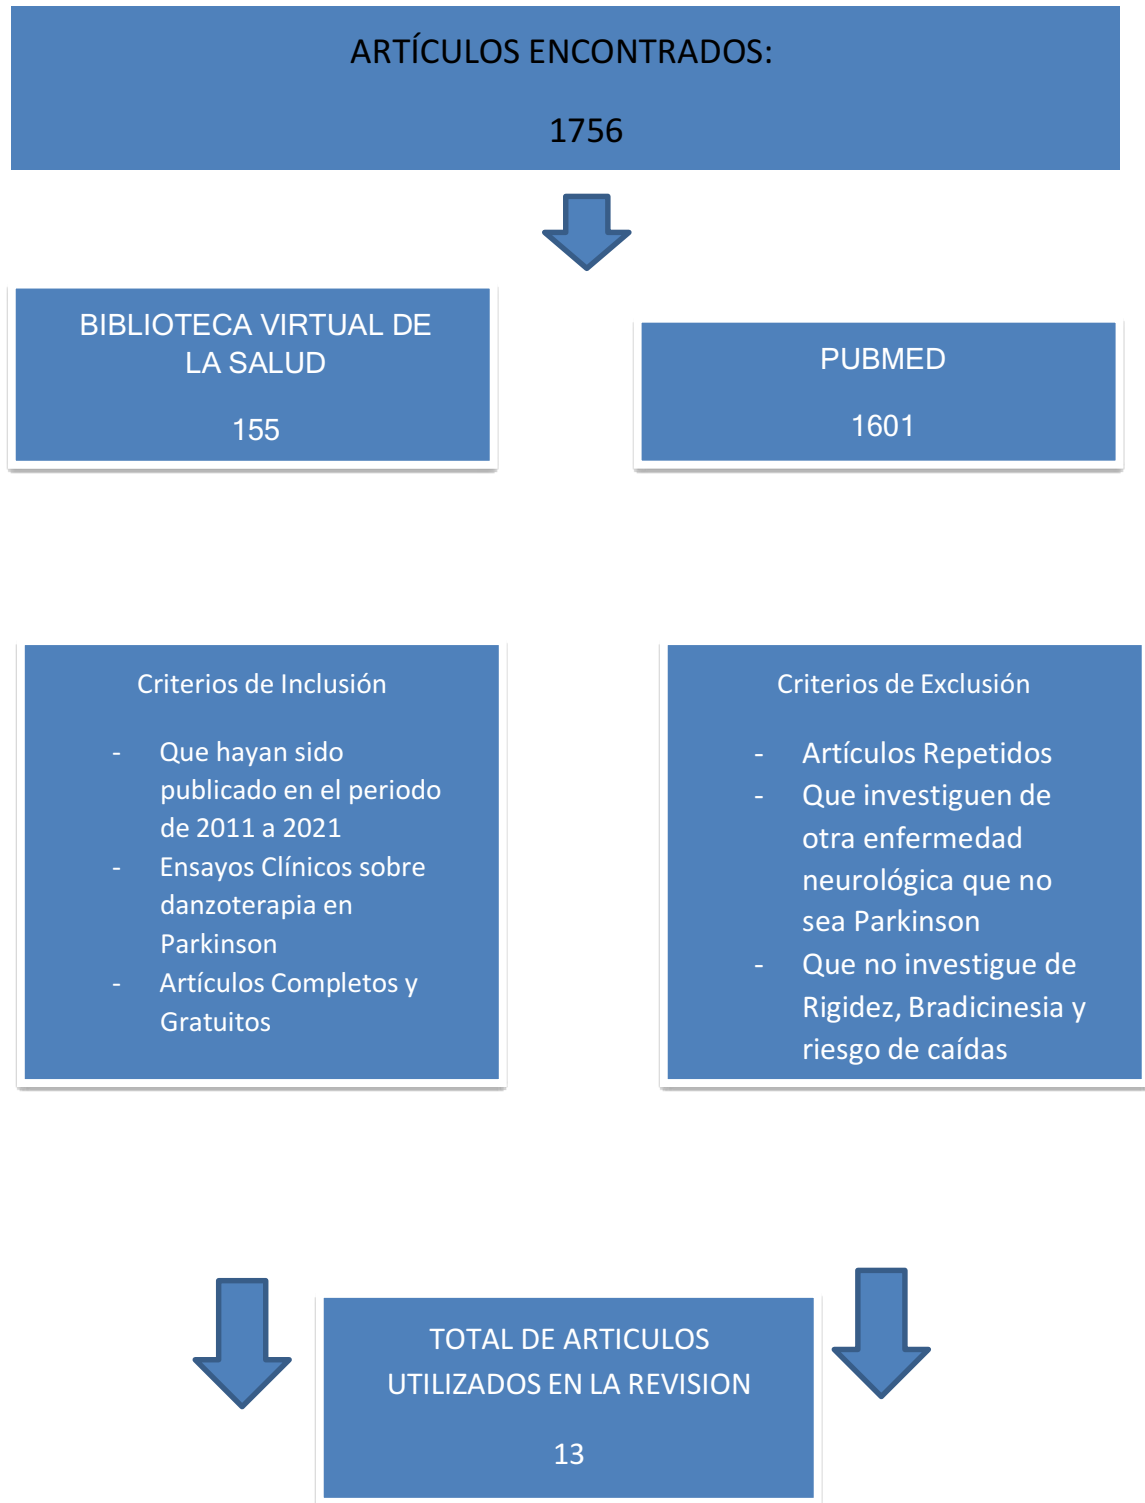 ARTÍCULOS ENCONTRADOS:
1756
BIBLIOTECA VIRTUAL DE
LA SALUD
155
PUBMED
1601
Criterios de Inclusión
- Que hayan sido
publicado en el periodo
de 2011 a 2021
- Ensayos Clínicos sobre
danzoterapia en
Parkinson
- Artículos Completos y
Gratuitos
Criterios de Exclusión
- Artículos Repetidos
- Que investiguen de
otra enfermedad
neurológica que no
sea Parkinson
- Que no investigue de
Rigidez, Bradicinesia y
riesgo de caídas
TOTAL DE ARTICULOS
UTILIZADOS EN LA REVISION
13